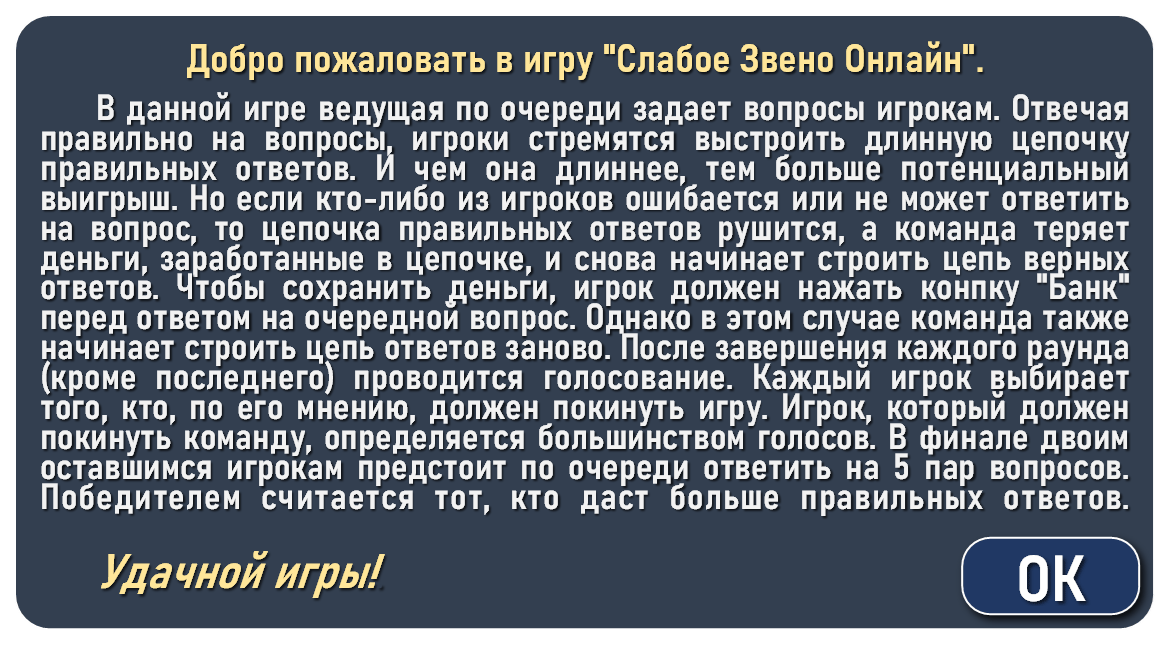 Добро пожаловать в игру "Слабое Звено Онлайн".
В данной игре ведущая по очереди задает вопросы игрокам. Отвечая
правильно на вопросы, игроки стремятся выстроить длинную цепочку
правильных ответов. И чем она длиннее, тем больше потенциальный
выигрыш. Но если кто-либо из игроков ошибается или не может ответить
на вопрос, то цепочка правильных ответов рушится, а команда теряет
деньги, заработанные в цепочке, и снова начинает строить цепь верных
ответов. Чтобы сохранить деньги, игрок должен нажать конпку "Банк"
перед ответом на очередной вопрос. Однако в этом случае команда также
начинает строить цепь ответов заново. После завершения каждого раунда
(кроме последнего) проводится голосование. Каждый игрок выбирает
того, кто, по его мнению, должен покинуть игру. Игрок, который должен
покинуть команду, определяется большинством голосов. В финале двоим
оставшимся игрокам предстоит по очереди ответить на 5 пар вопросов.
Победителем считается тот, кто даст больше правильных ответов.
Удачной игры!
ОК